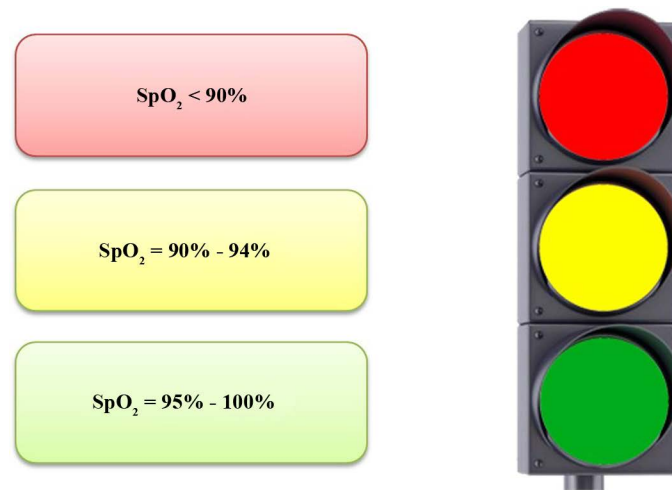 SpO₂ < 90%
SpO₂ = 90% - 94%
SpO₂ = 95% - 100%